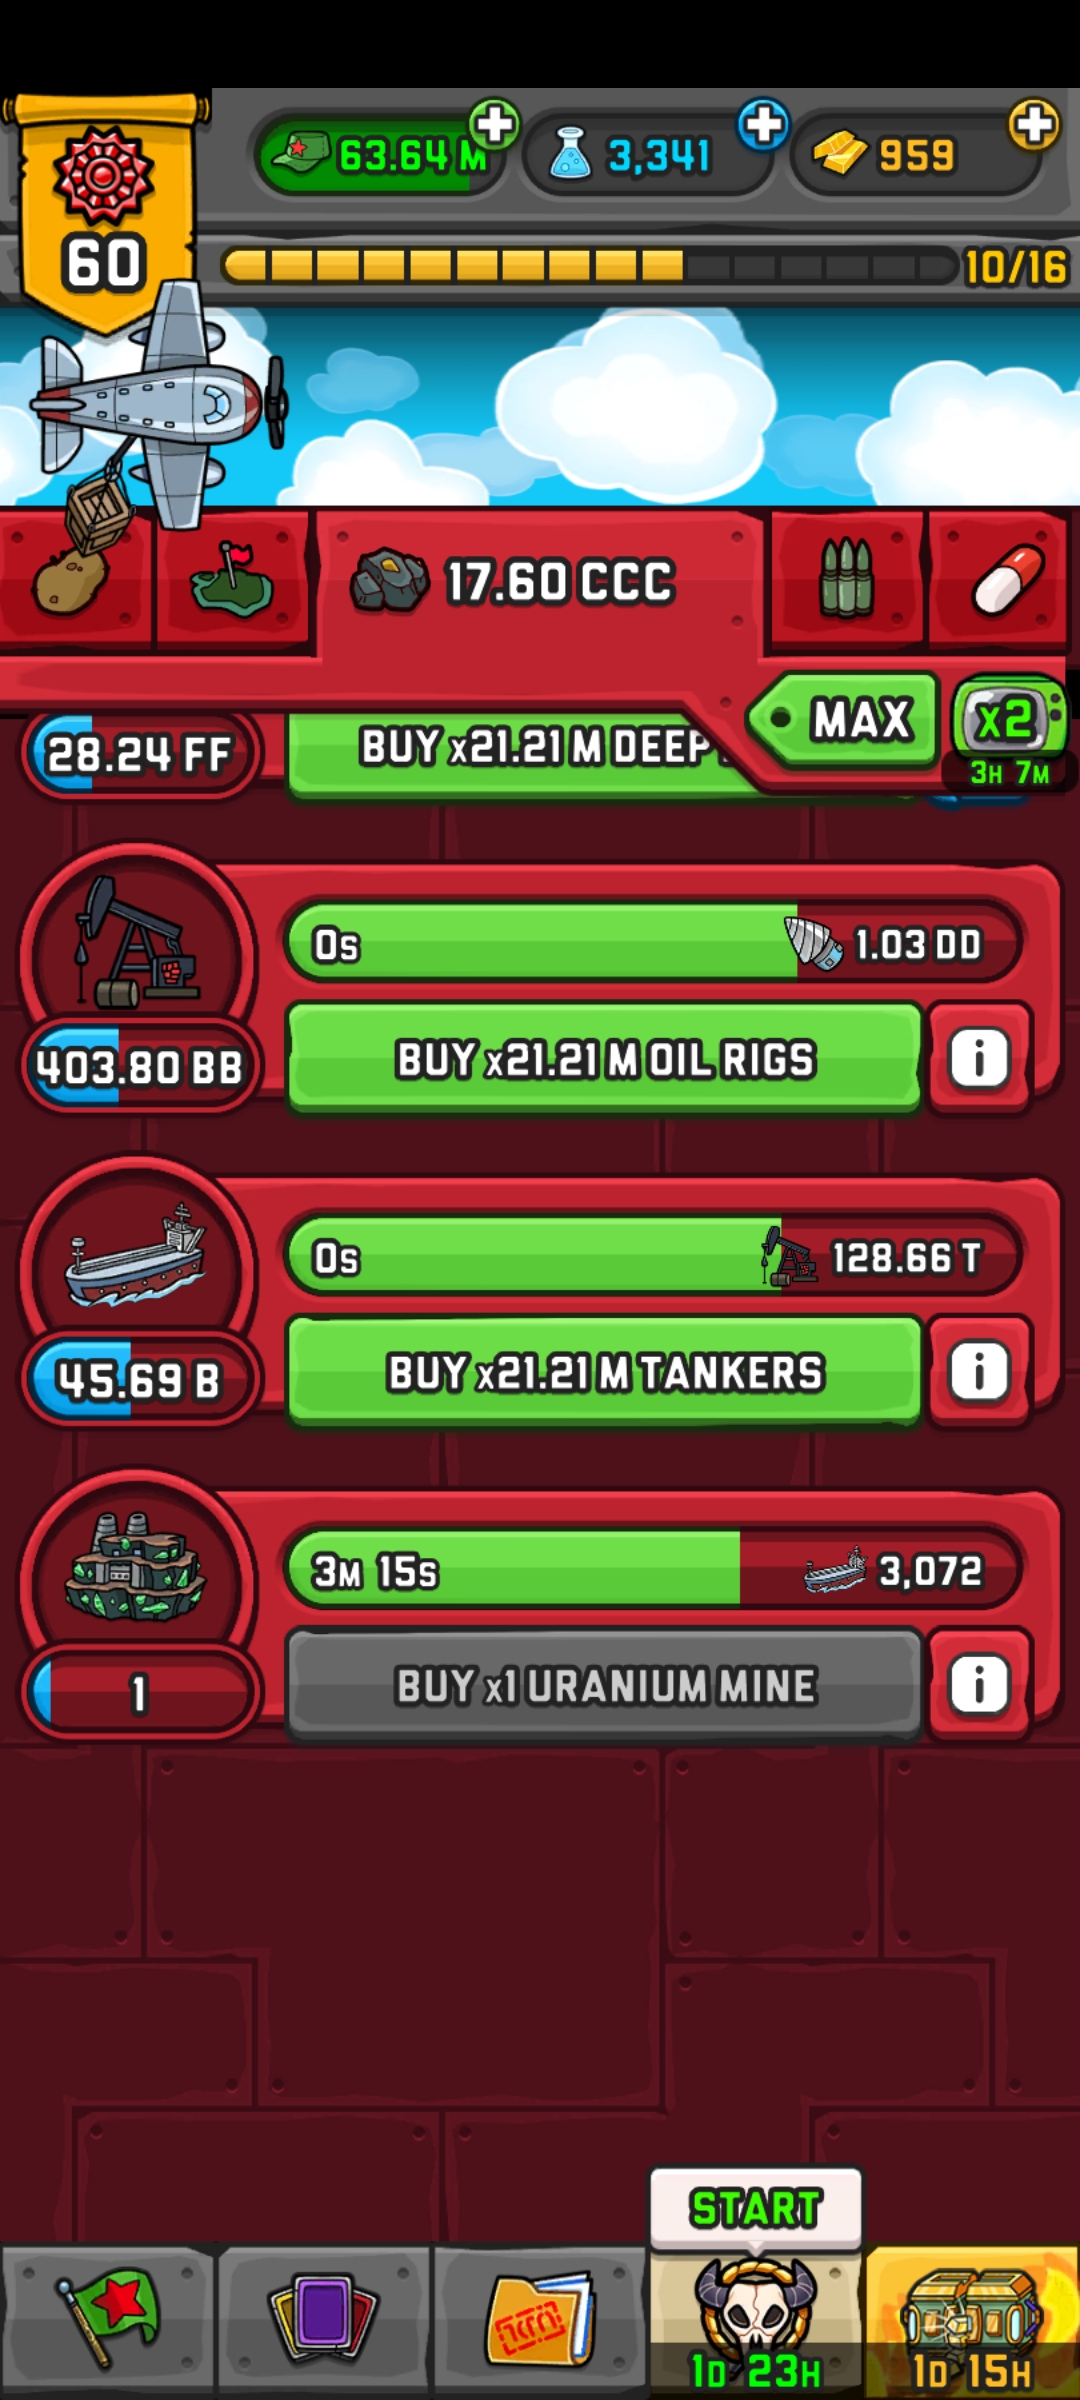 63.64 M
3,341
959
60
10/16
17.60 CCC
MAX
x2
3H 7M
28.24 FF
BUY x21.21 M DEEP
0s
1.03 DD
403.80 BB
BUY x21.21 M OIL RIGS
i
0s
128.66 T
45.69 B
BUY x21.21 M TANKERS
i
3M 15s
3,072
1
BUY x1 URANIUM MINE
i
START
1D 23H
1D 15H